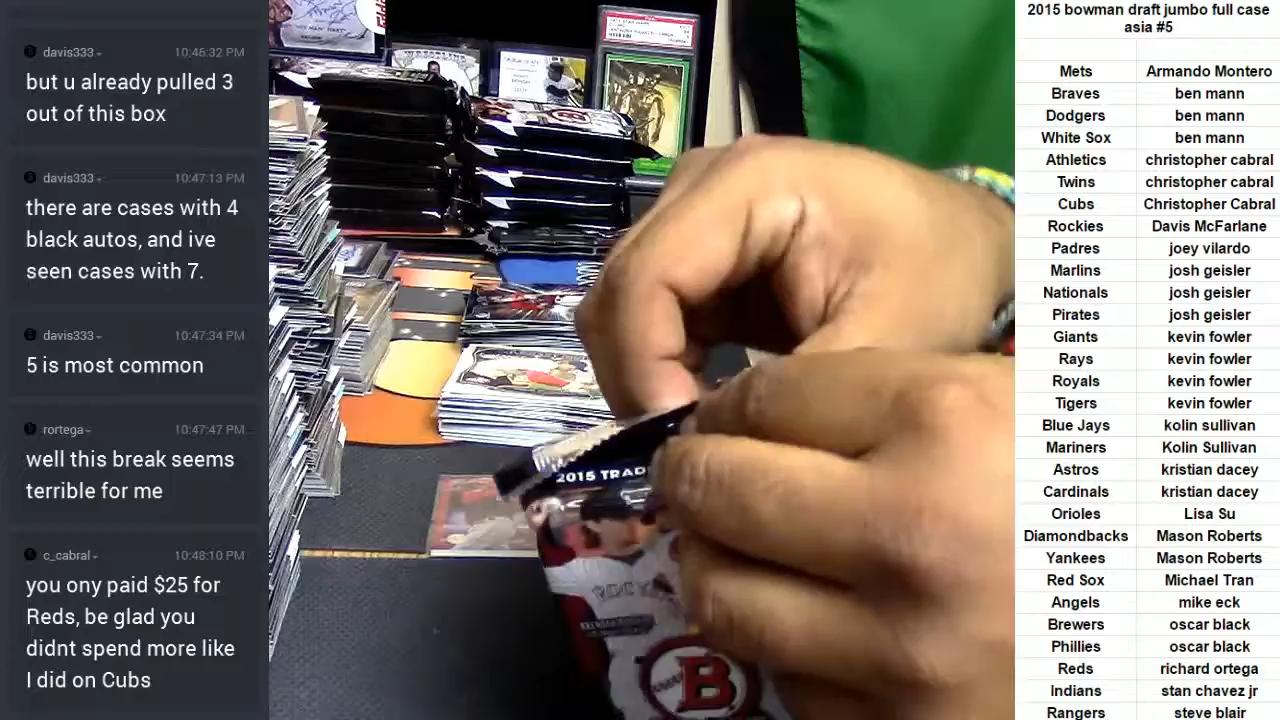 davis333
10:46:32 PM
but u already pulled 3
out of this box
davis333
10:47:13 PM
there are cases with 4
black autos, and ive
seen cases with 7.
davis333
10:47:34 PM
5 is most common
rortega
10:47:47 PM
well this break seems
terrible for me
c_cabral
10:48:10 PM
you ony paid $25 for
Reds, be glad you
didnt spend more like
I did on Cubs
2015 TRAD
B
2015 bowman draft jumbo full case
asia #5
Mets Armando Montero
Braves ben mann
Dodgers ben mann
White Sox ben mann
Athletics christopher cabral
Twins christopher cabral
Cubs Christopher Cabral
Rockies Davis McFarlane
Padres joey vilardo
Marlins josh geisler
Nationals josh geisler
Pirates josh geisler
Giants kevin fowler
Rays kevin fowler
Royals kevin fowler
Tigers kevin fowler
Blue Jays kolin sullivan
Mariners Kolin Sullivan
Astros kristian dacey
Cardinals kristian dacey
Orioles Lisa Su
Diamondbacks Mason Roberts
Yankees Mason Roberts
Red Sox Michael Tran
Angels mike eck
Brewers oscar black
Phillies oscar black
Reds richard ortega
Indians stan chavez jr
Rangers steve blair